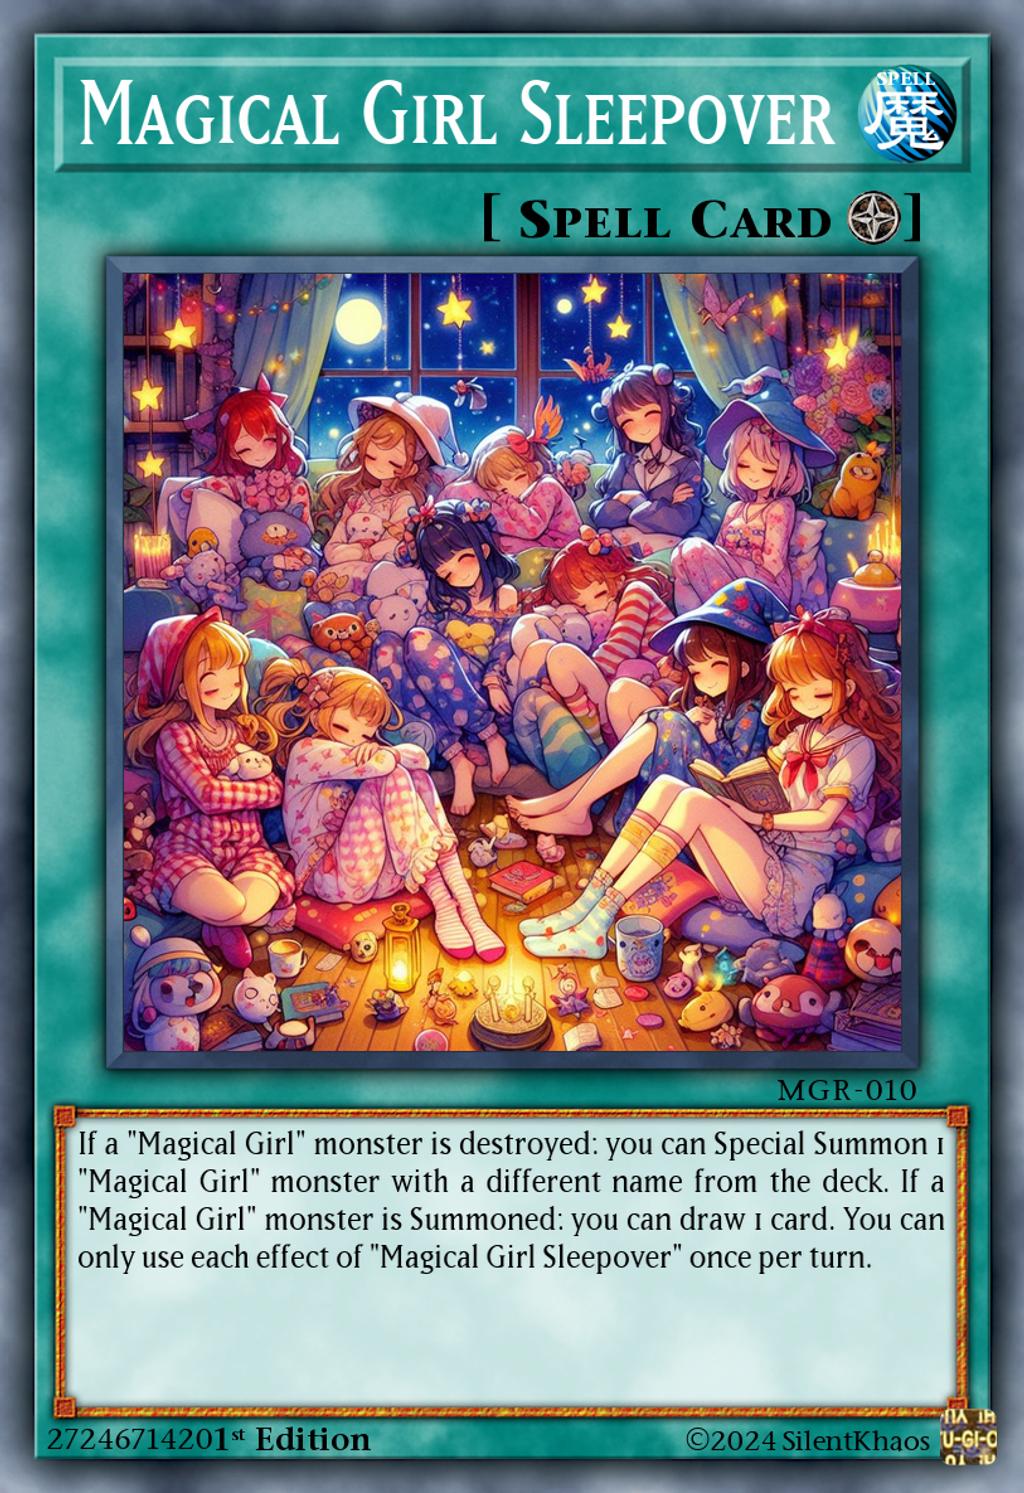 Magical Girl Sleepover
SPELL
魔
[ Spell Card ]
MGR-010
If a "Magical Girl" monster is destroyed: you can Special Summon 1
"Magical Girl" monster with a different name from the deck. If a
"Magical Girl" monster is Summoned: you can draw 1 card. You can
only use each effect of "Magical Girl Sleepover" once per turn.
27246714201st Edition
©2024 SilentKhaos
U-GI-O